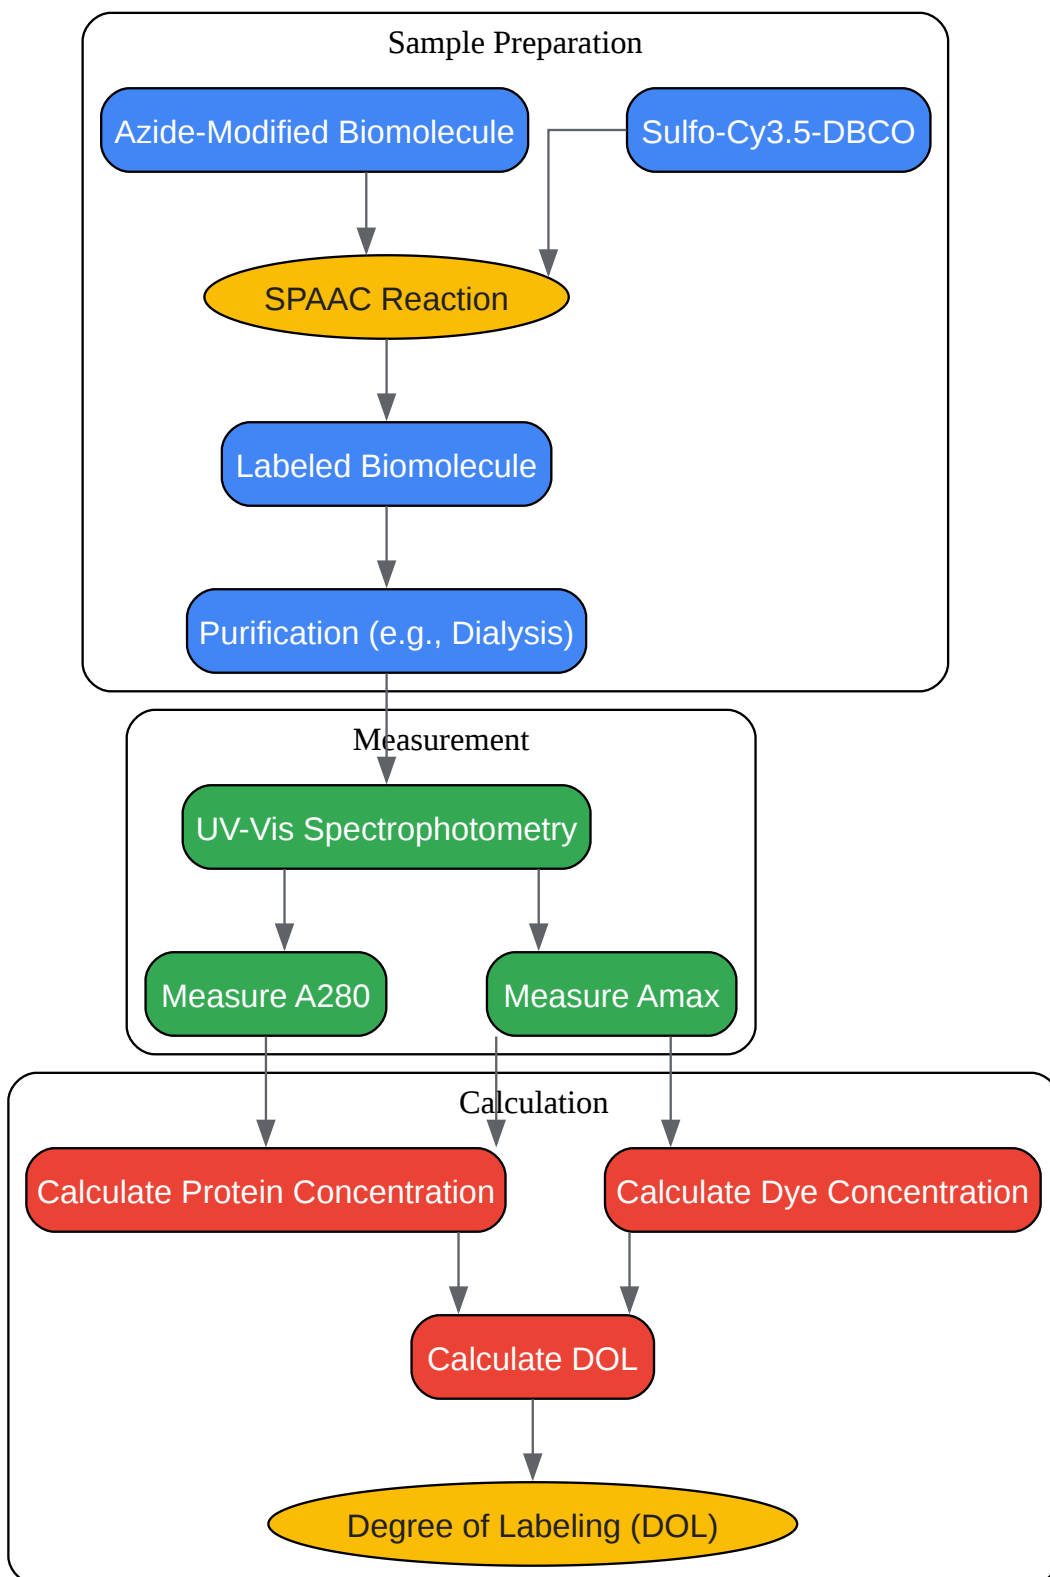 Sample Preparation
Azide-Modified Biomolecule
Sulfo-Cy3.5-DBCO
SPAAC Reaction
Labeled Biomolecule
Purification (e.g., Dialysis)
Measurement
UV-Vis Spectrophotometry
Measure A280
Measure Amax
Calculation
Calculate Protein Concentration
Calculate Dye Concentration
Calculate DOL
Degree of Labeling (DOL)